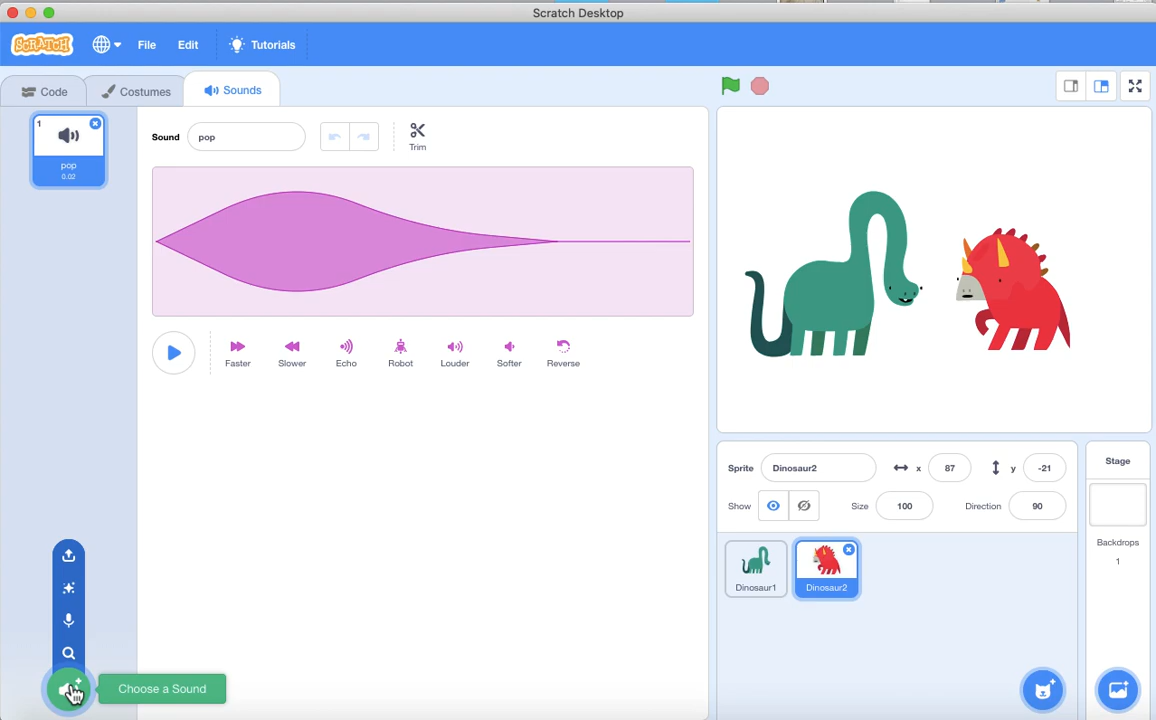 Scratch Desktop
SCRATCH File Edit Tutorials
Code Costumes Sounds
1
pop
0.02
Sound pop
Trim
Faster Slower Echo Robot Louder Softer Reverse
Choose a Sound
Sprite Dinosaur2 x 87 y -21
Show Size 100 Direction 90
Dinosaur1 Dinosaur2
Stage
Backdrops
1